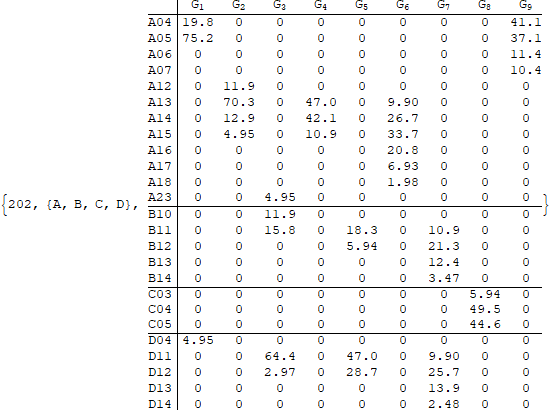 G₁ G₂ G₃ G₄ G₅ G₆ G₇ G₈ G₉
A04 19.8 0 0 0 0 0 0 0 41.1
A05 75.2 0 0 0 0 0 0 0 37.1
A06 0 0 0 0 0 0 0 0 11.4
A07 0 0 0 0 0 0 0 0 10.4
A12 0 11.9 0 0 0 0 0 0 0
A13 0 70.3 0 47.0 0 9.90 0 0 0
A14 0 12.9 0 42.1 0 26.7 0 0 0
A15 0 4.95 0 10.9 0 33.7 0 0 0
A16 0 0 0 0 0 20.8 0 0 0
A17 0 0 0 0 0 6.93 0 0 0
A18 0 0 0 0 0 1.98 0 0 0
{202, {A, B, C, D}, A23 0 0 4.95 0 0 0 0 0 0 }
B10 0 0 11.9 0 0 0 0 0 0
B11 0 0 15.8 0 18.3 0 10.9 0 0
B12 0 0 0 0 5.94 0 21.3 0 0
B13 0 0 0 0 0 0 12.4 0 0
B14 0 0 0 0 0 0 3.47 0 0
C03 0 0 0 0 0 0 0 5.94 0
C04 0 0 0 0 0 0 0 49.5 0
C05 0 0 0 0 0 0 0 44.6 0
D04 4.95 0 0 0 0 0 0 0 0
D11 0 0 64.4 0 47.0 0 9.90 0 0
D12 0 0 2.97 0 28.7 0 25.7 0 0
D13 0 0 0 0 0 0 13.9 0 0
D14 0 0 0 0 0 0 2.48 0 0